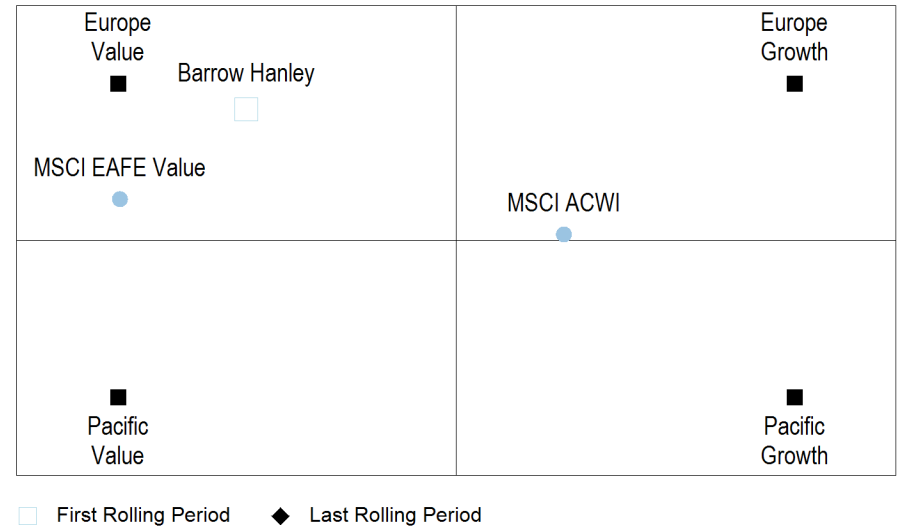 Europe
Value
Europe
Growth
Barrow Hanley
MSCI EAFE Value
MSCI ACWI
Pacific
Value
Pacific
Growth
First Rolling Period
Last Rolling Period